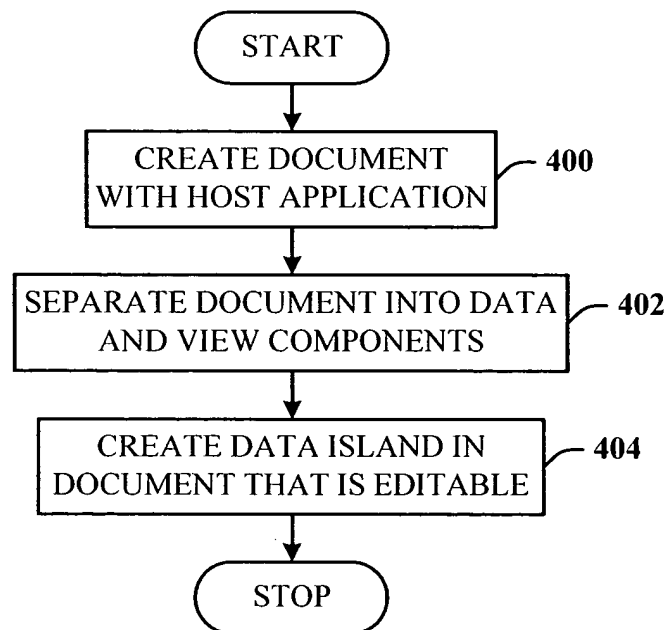 START
CREATE DOCUMENT
WITH HOST APPLICATION
400
SEPARATE DOCUMENT INTO DATA
AND VIEW COMPONENTS
402
CREATE DATA ISLAND IN
DOCUMENT THAT IS EDITABLE
404
STOP